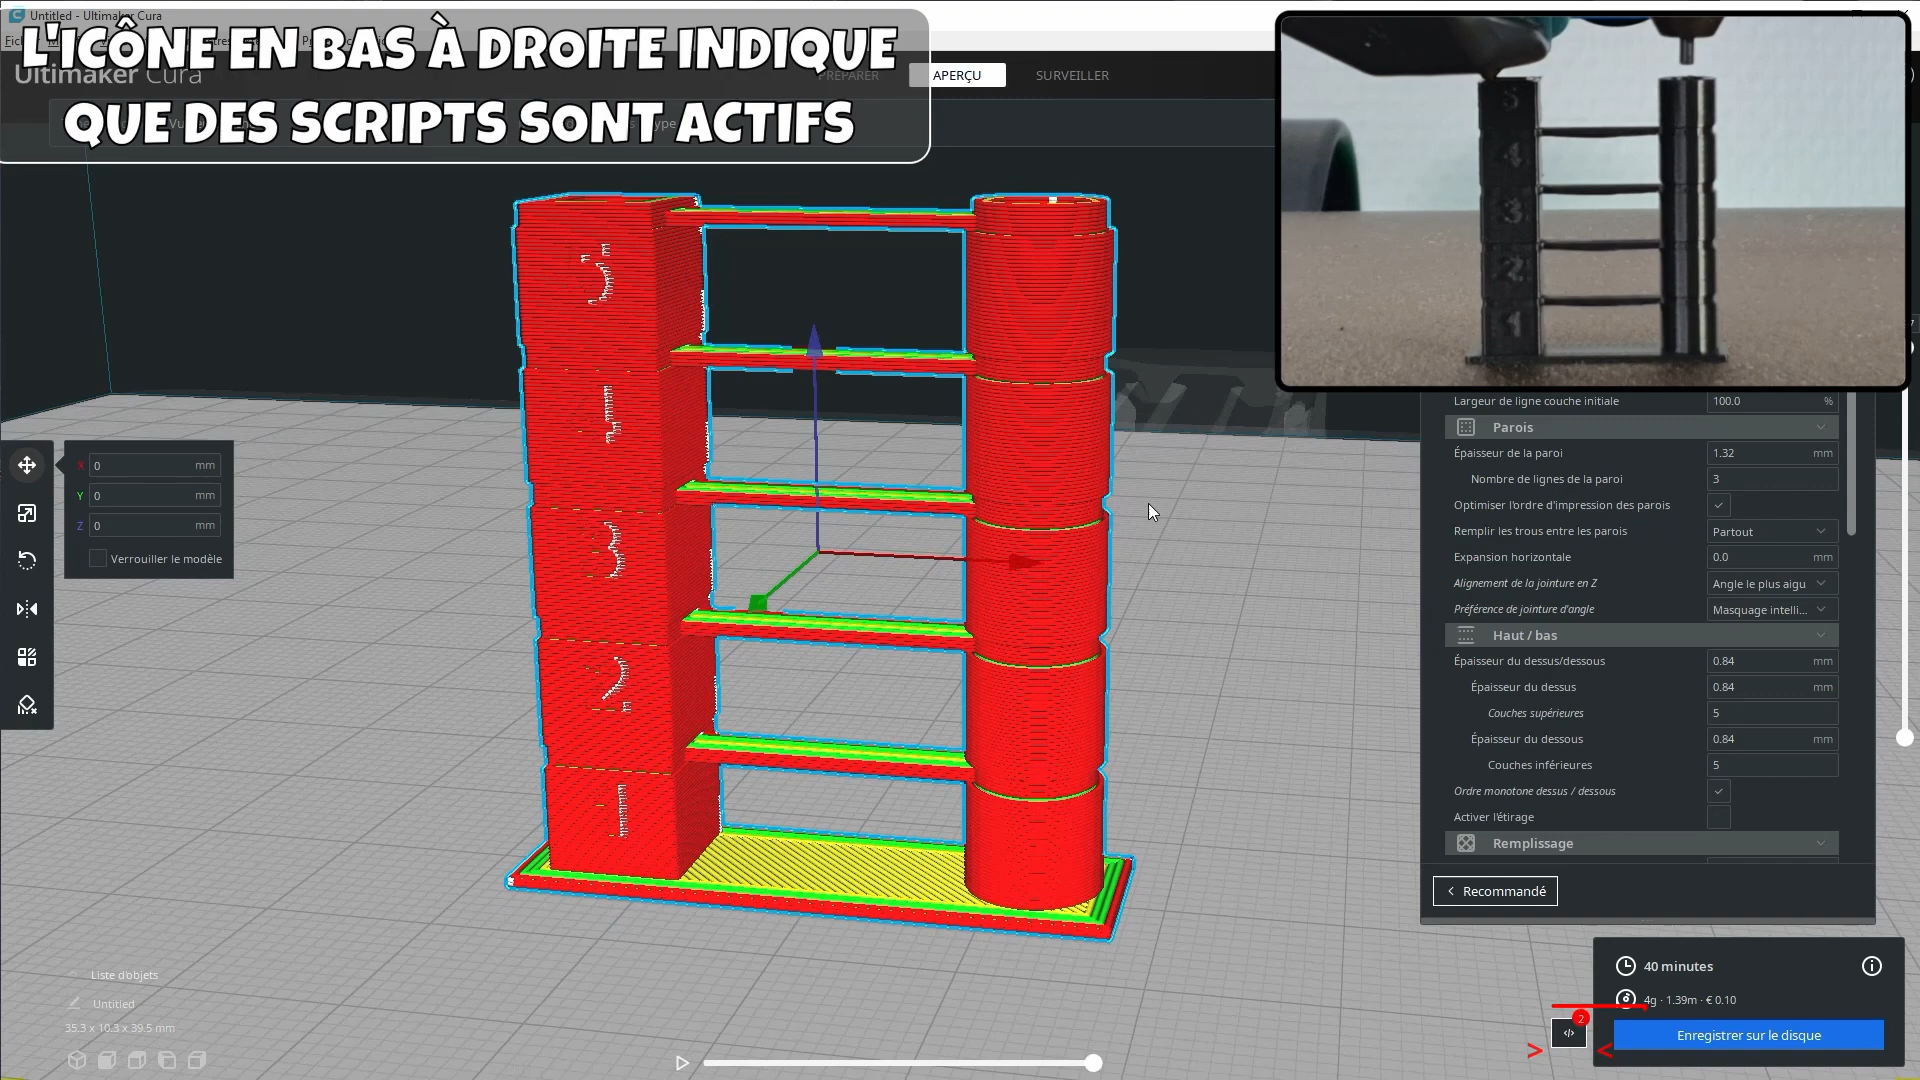 Untitled - Ultimaker Cura
L'ICÔNE EN BAS À DROITE INDIQUE
QUE DES SCRIPTS SONT ACTIFS
Ultimaker Cura
PRÉPARER
APERÇU
SURVEILLER
5
4
3
2
1
Largeur de ligne couche initiale 100.0 %
Parois
Épaisseur de la paroi 1.32 mm
Nombre de lignes de la paroi 3
Optimiser l'ordre d'impression des parois
Remplir les trous entre les parois Partout
Expansion horizontale 0.0 mm
Alignement de la jointure en Z Angle le plus aigu
Préférence de jointure d'angle Masquage intelli...
Haut / bas
Épaisseur du dessus/dessous 0.84 mm
Épaisseur du dessus 0.84 mm
Couches supérieures 5
Épaisseur du dessous 0.84 mm
Couches inférieures 5
Ordre monotone dessus / dessous
Activer l'étirage
Remplissage
Recommandé
X 0 mm
Y 0 mm
Z 0 mm
Verrouiller le modèle
Liste d'objets
Untitled
35.3 x 10.3 x 39.5 mm
40 minutes
4g · 1.39m · € 0.10
2
</>
> <
Enregistrer sur le disque